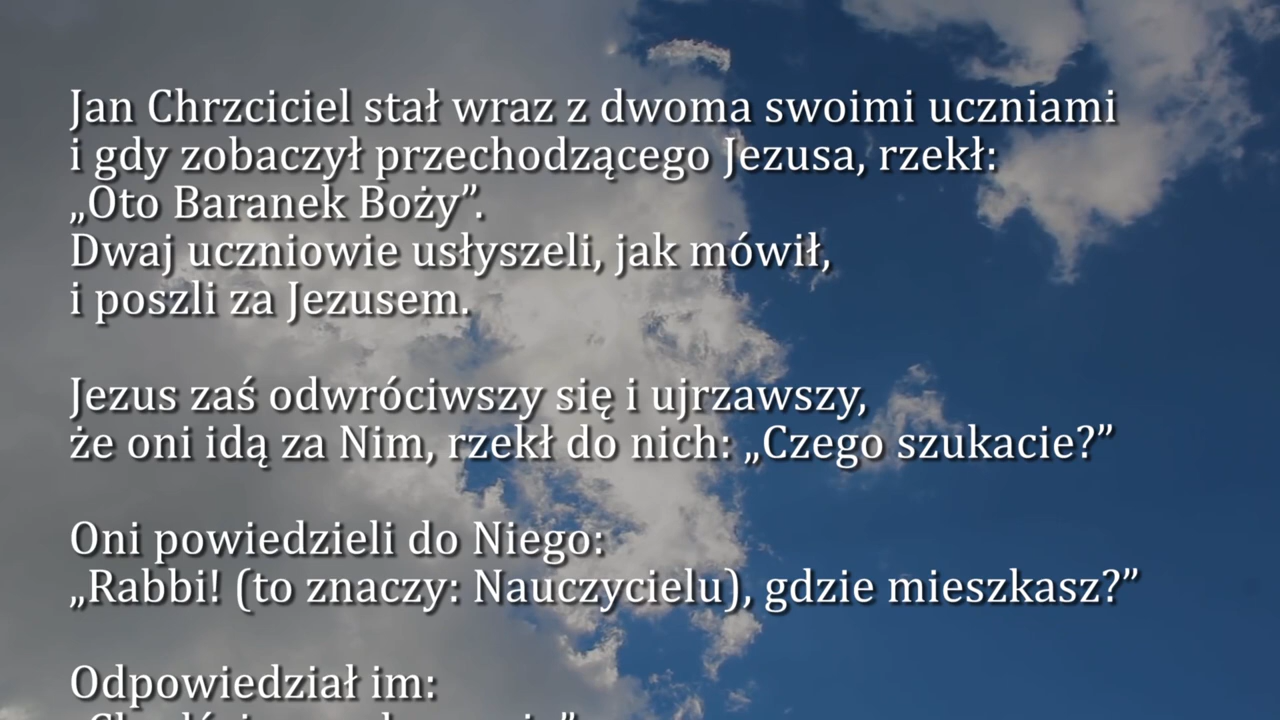 Jan Chrzciciel stał wraz z dwoma swoimi uczniami
i gdy zobaczył przechodzącego Jezusa, rzekł:
„Oto Baranek Boży”.
Dwaj uczniowie usłyszeli, jak mówił,
i poszli za Jezusem.
Jezus zaś odwróciwszy się i ujrzawszy,
że oni idą za Nim, rzekł do nich: „Czego szukacie?”
Oni powiedzieli do Niego:
„Rabbi! (to znaczy: Nauczycielu), gdzie mieszkasz?”
Odpowiedział im: